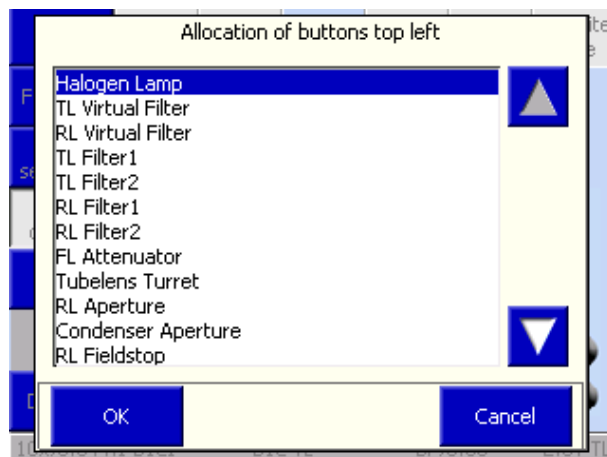 Allocation of buttons top left
Halogen Lamp
TL Virtual Filter
RL Virtual Filter
TL Filter1
TL Filter2
RL Filter1
RL Filter2
FL Attenuator
Tubelens Turret
RL Aperture
Condenser Aperture
RL Fieldstop
OK
Cancel